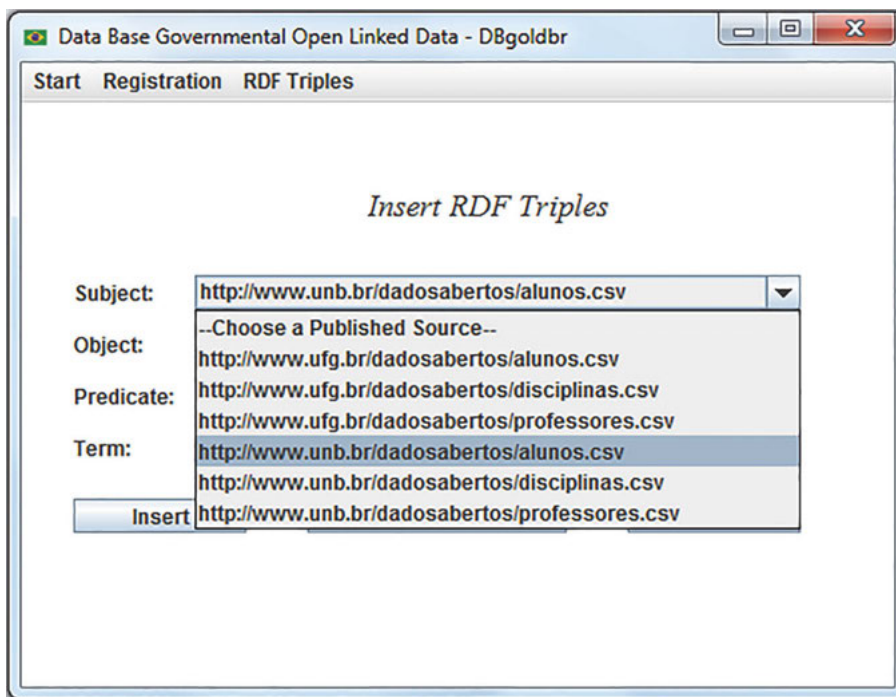 Data Base Governmental Open Linked Data - DBgoldbr
Start Registration RDF Triples
Insert RDF Triples
Subject: http://www.unb.br/dadosabertos/alunos.csv
--Choose a Published Source--
Object:
http://www.ufg.br/dadosabertos/alunos.csv
http://www.ufg.br/dadosabertos/disciplinas.csv
Predicate:
http://www.ufg.br/dadosabertos/professores.csv
Term:
http://www.unb.br/dadosabertos/alunos.csv
http://www.unb.br/dadosabertos/disciplinas.csv
Insert
http://www.unb.br/dadosabertos/professores.csv